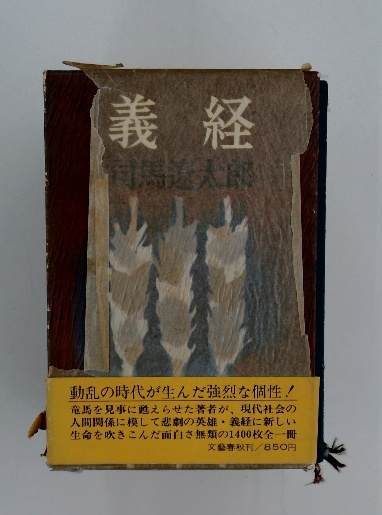 義経
司馬遼太郎
動乱の時代が生んだ強烈な個性!
竜馬を見事に甦えらせた著者が、現代社会の
人間関係に模して悲劇の英雄・義経に新しい
生命を吹きこんだ面白さ無類の1400枚全一冊
文藝春秋刊/850円